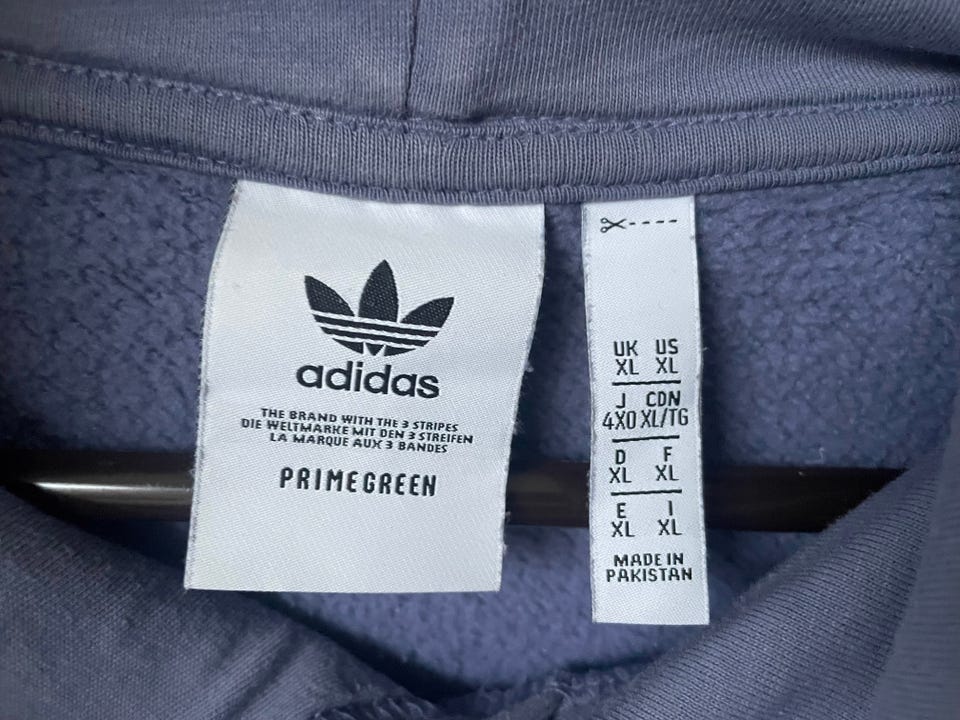 adidas
THE BRAND WITH THE 3 STRIPES
DIE WELTMARKE MIT DEN 3 STREIFEN
LA MARQUE AUX 3 BANDES
PRIMEGREEN
UK US
XL XL
J CDN
4XO XL/TG
D F
XL XL
E I
XL XL
MADE IN
PAKISTAN